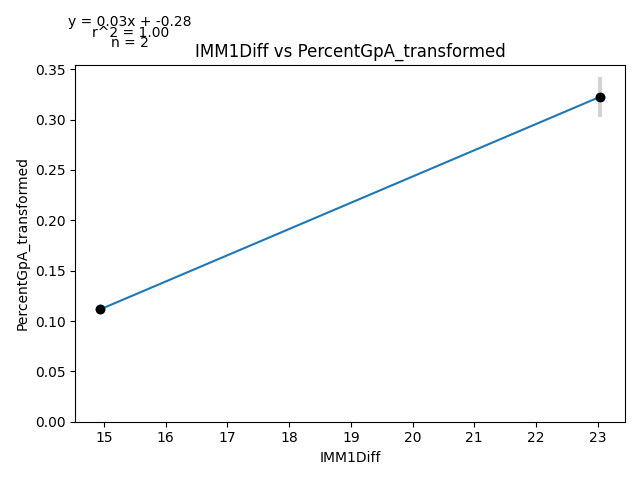 y = 0.03x + -0.28
r^2 = 1.00
n = 2
IMM1Diff vs PercentGpA_transformed
0.35
0.30
0.25
0.20
0.15
0.10
0.05
0.00
PercentGpA_transformed
15 16 17 18 19 20 21 22 23
IMM1Diff